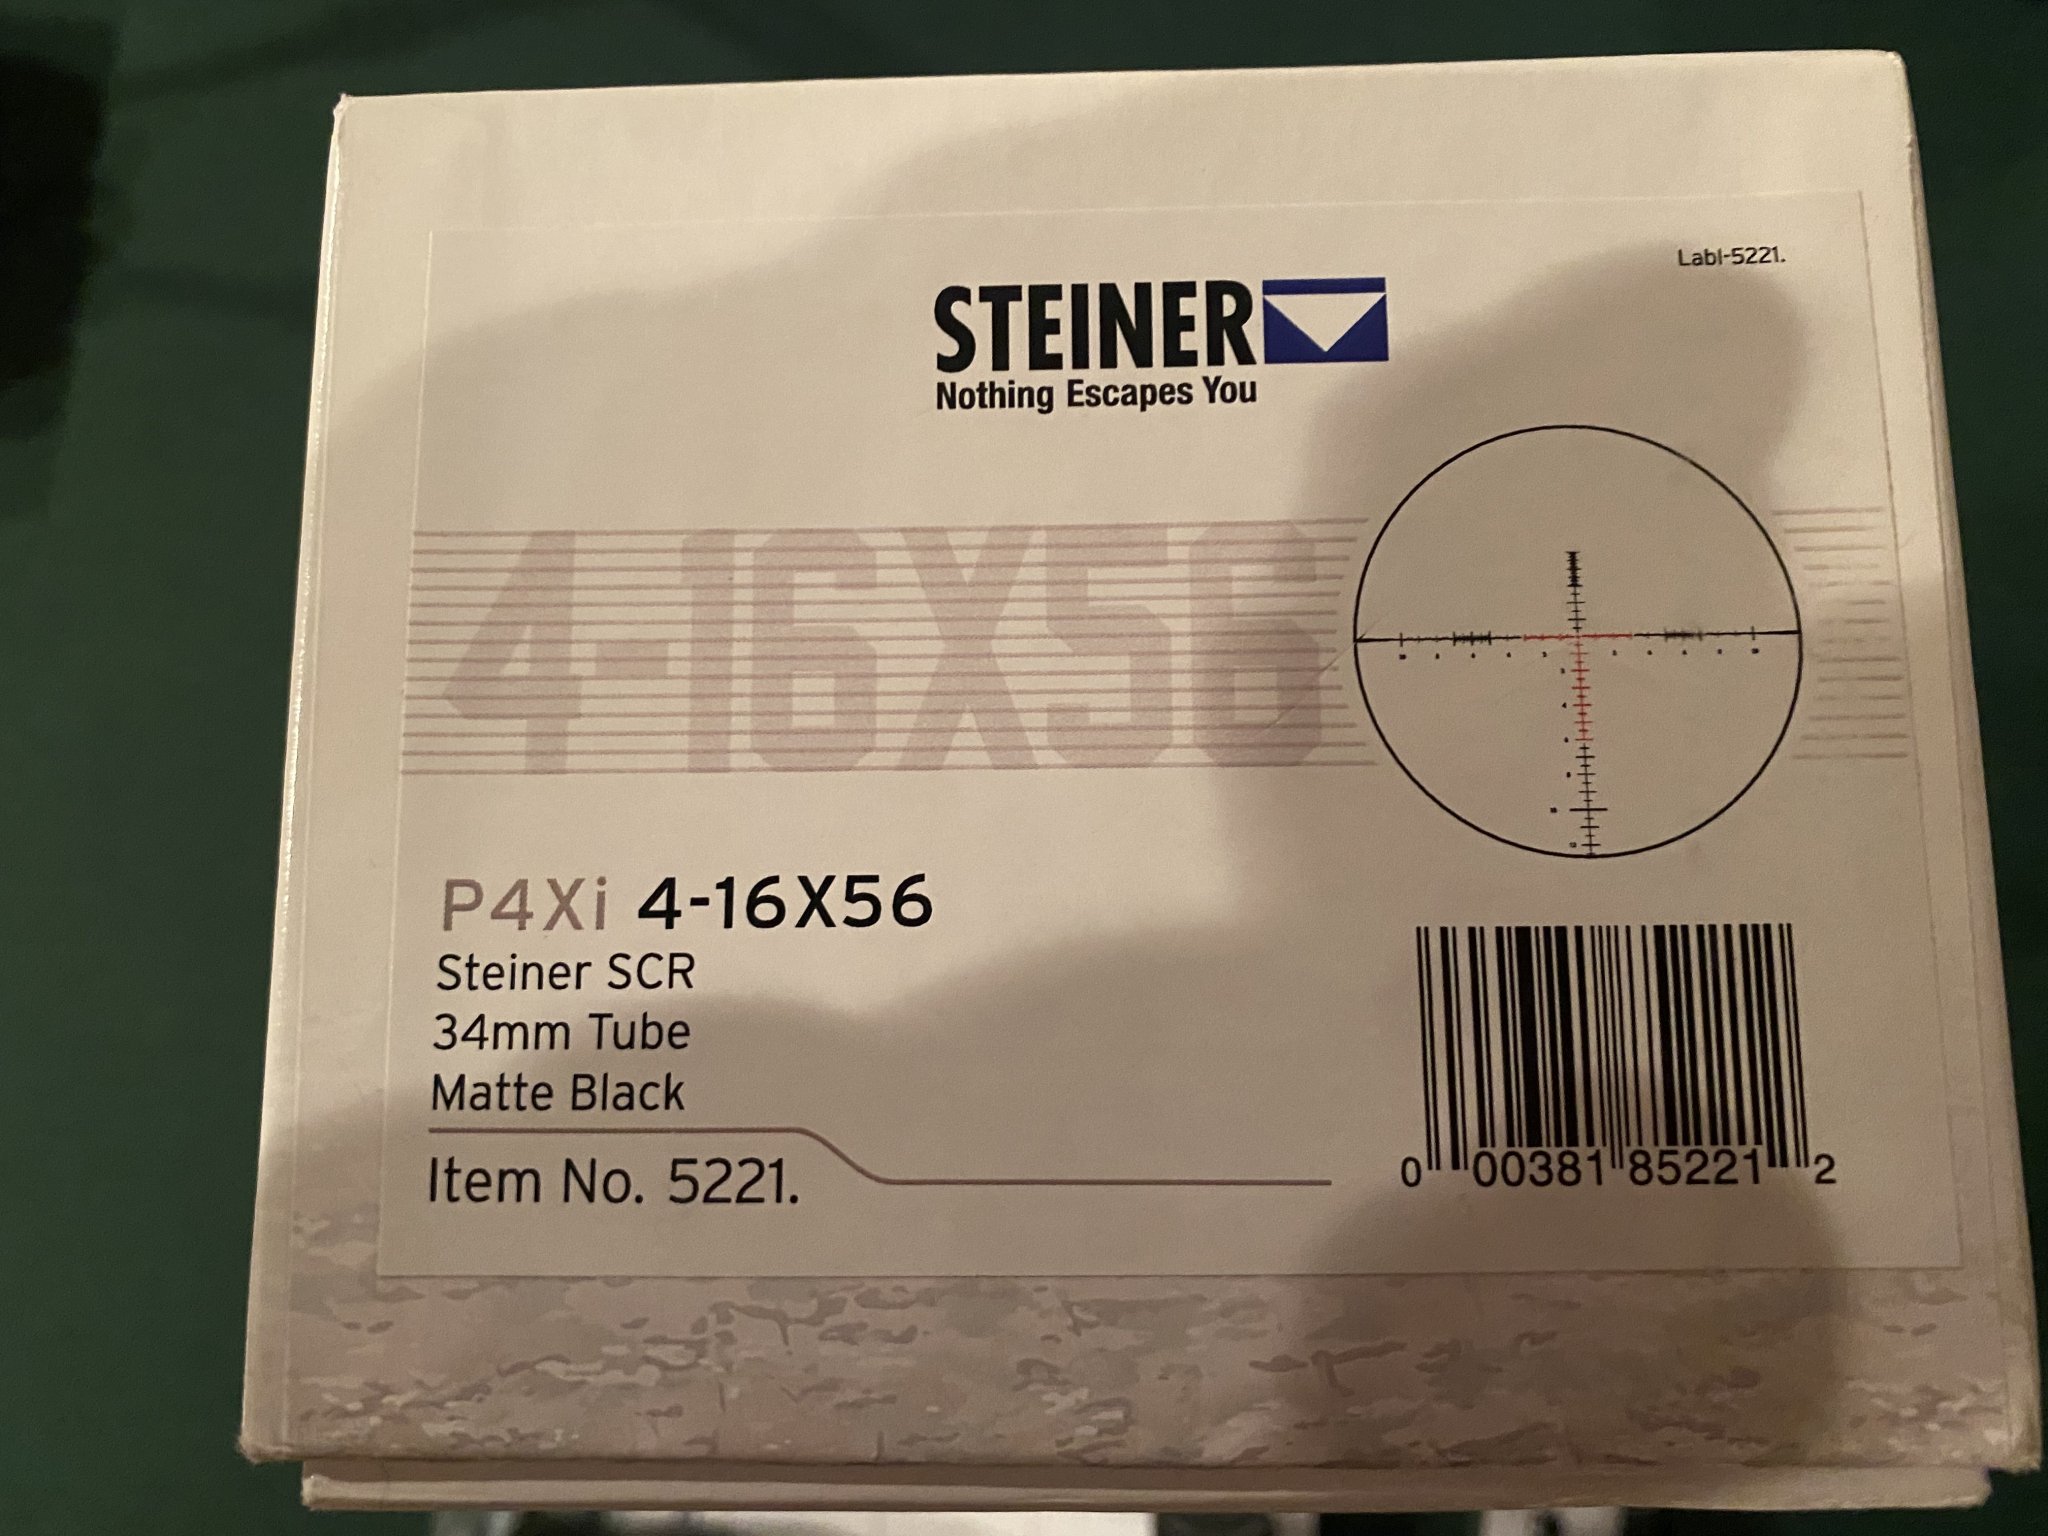 Labl-5221.
STEINER
Nothing Escapes You
4-16X56
P4Xi 4-16X56
Steiner SCR
34mm Tube
Matte Black
Item No. 5221.
0 00381 85221 2